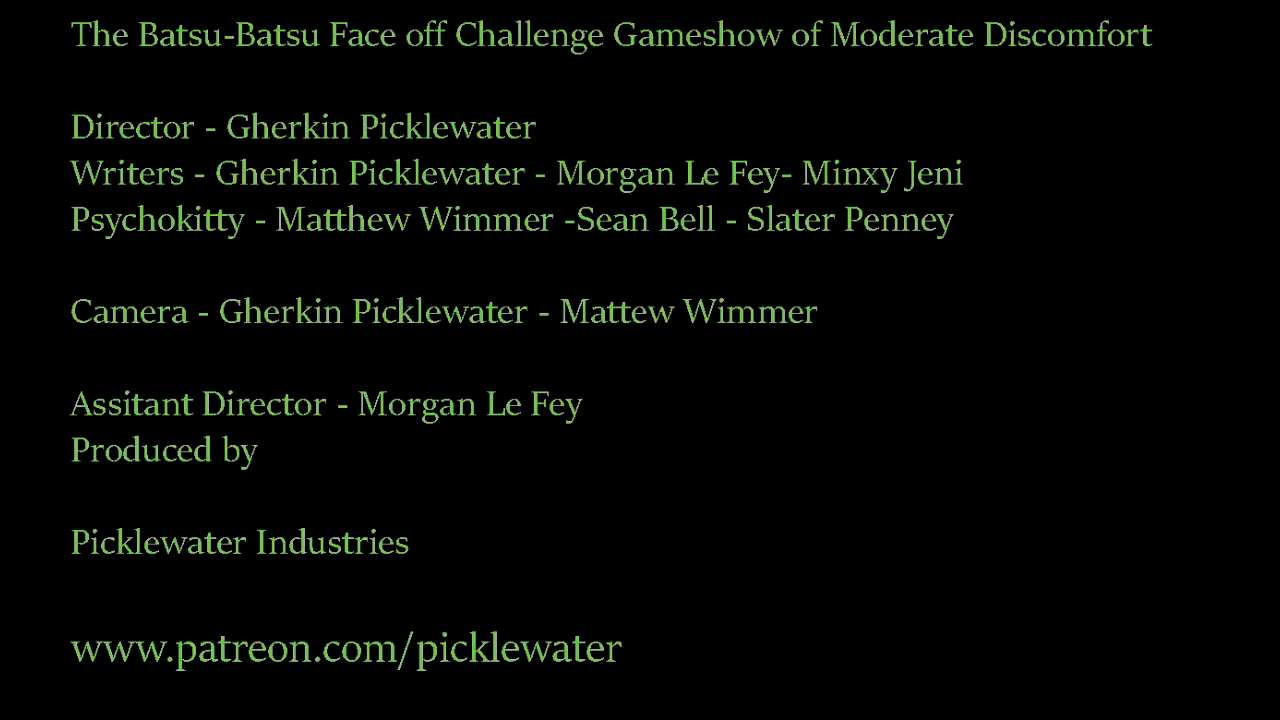 The Batsu-Batsu Face off Challenge Gameshow of Moderate Discomfort
Director - Gherkin Picklewater
Writers - Gherkin Picklewater - Morgan Le Fey- Minxy Jeni
Psychokitty - Matthew Wimmer -Sean Bell - Slater Penney
Camera - Gherkin Picklewater - Mattew Wimmer
Assitant Director - Morgan Le Fey
Produced by
Picklewater Industries
www.patreon.com/picklewater